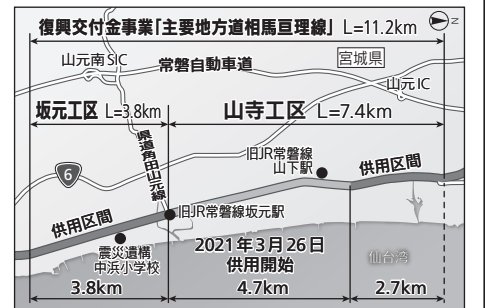 復興交付金事業｢主要地方道相馬亘理線｣ L=11.2km
N
山元南SIC
常磐自動車道
宮城県
山元IC
坂元工区 L=3.8km
山寺工区 L=7.4km
県道角田山元線
6
旧JR常磐線
山下駅
供用区間
旧JR常磐線坂元駅
供用区間
震災遺構
中浜小学校
2021年3月26日
供用開始
仙台湾
3.8km
4.7km
2.7km